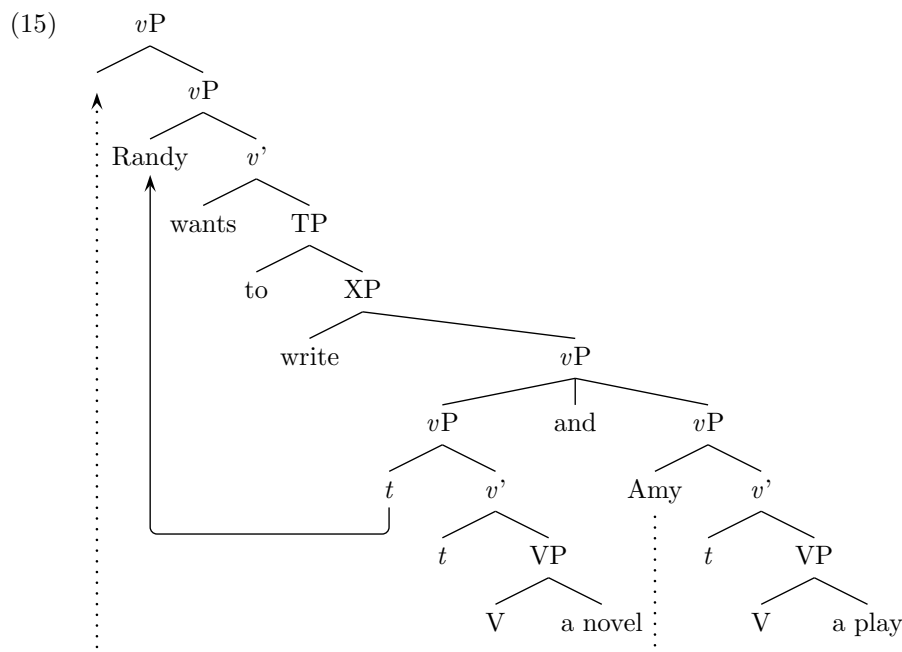 (15) vP
vP
Randy v'
wants TP
to XP
write vP
vP and vP
t v' Amy v'
t VP t VP
V a novel V a play